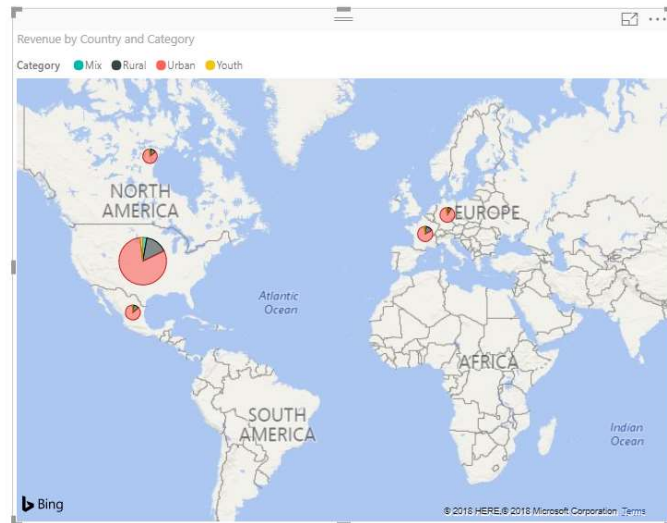 Revenue by Country and Category
Category Mix Rural Urban Youth
NORTH
AMERICA
EUROPE
Atlantic
Ocean
AFRICA
SOUTH
AMERICA
Indian
Ocean
Bing
© 2018 HERE,© 2018 Microsoft Corporation Terms